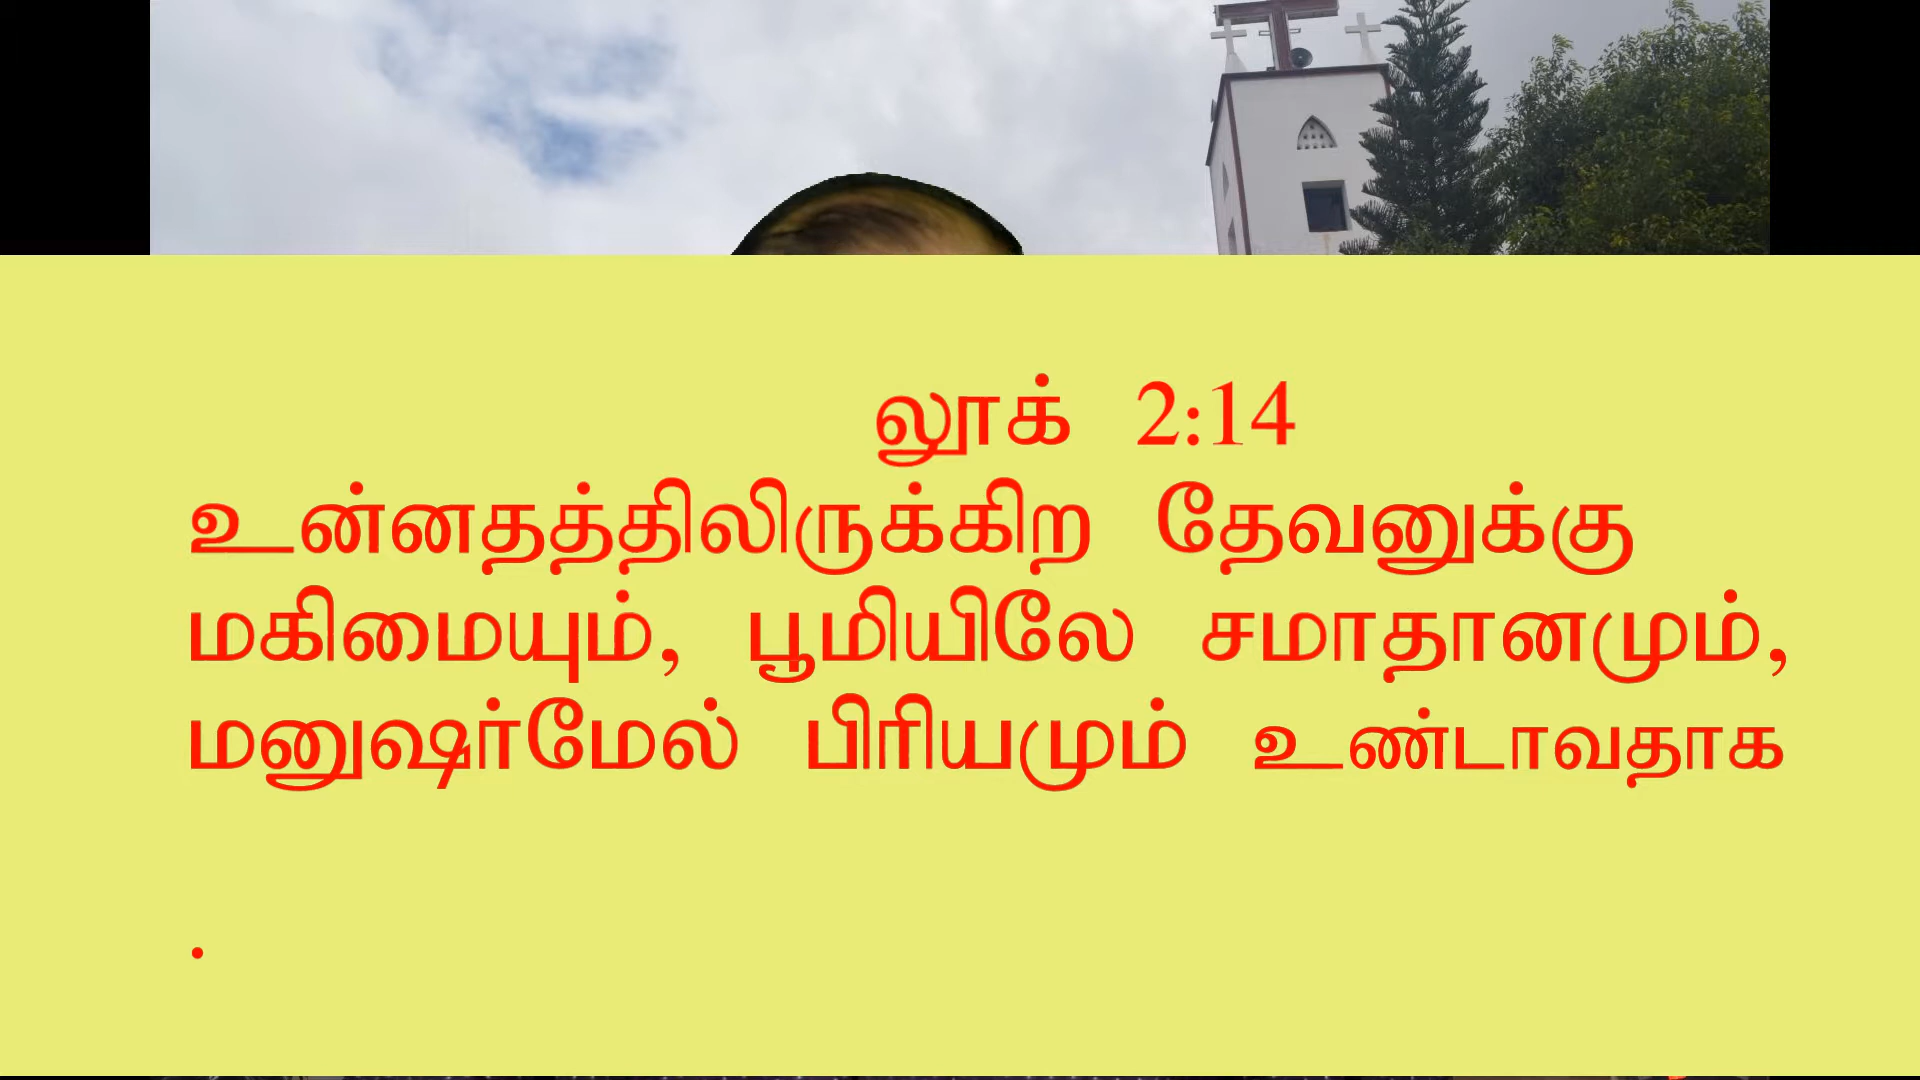 லூக் 2:14
உன்னதத்திலிருக்கிற தேவனுக்கு
மகிமையும், பூமியிலே சமாதானமும்,
மனுஷர்மேல் பிரியமும் உண்டாவதாக
.